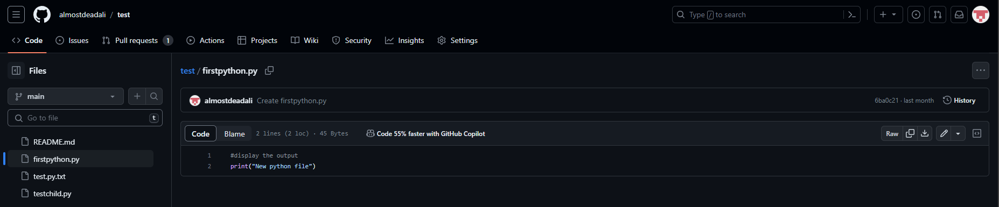 almostdeadali / test
Type / to search
Code Issues Pull requests 1 Actions Projects Wiki Security Insights Settings
Files
main
Go to file t
README.md
firstpython.py
test.py.txt
testchild.py
test / firstpython.py
almostdeadali Create firstpython.py 6ba0c21 · last month History
Code Blame 2 lines (2 loc) · 45 Bytes Code 55% faster with GitHub Copilot Raw
1 #display the output
2 print("New python file")